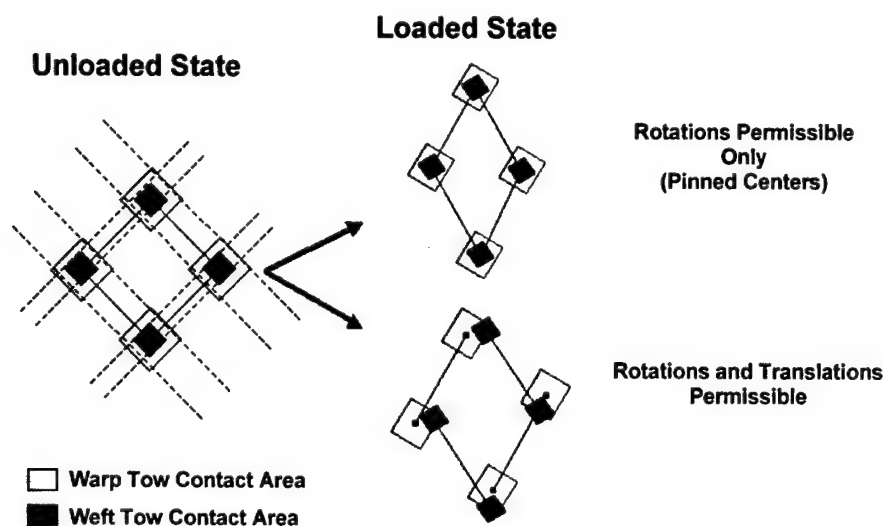 Loaded State
Unloaded State
Rotations Permissible
Only
(Pinned Centers)
Rotations and Translations
Permissible
Warp Tow Contact Area
Weft Tow Contact Area